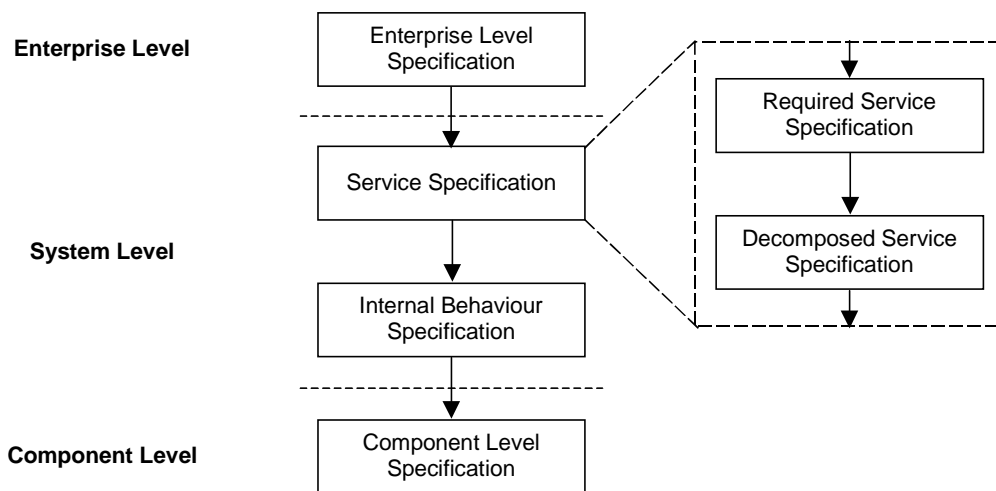 Enterprise Level
Enterprise Level
Specification
Required Service
Specification
Service Specification
System Level
Decomposed Service
Specification
Internal Behaviour
Specification
Component Level
Component Level
Specification